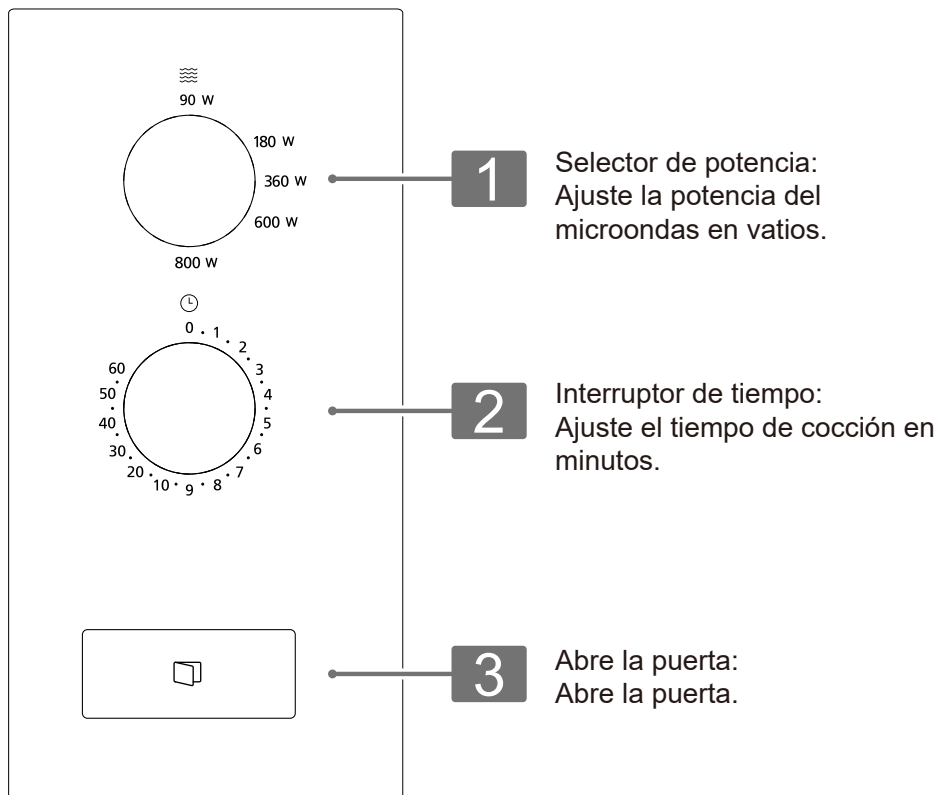 90 W
180 W
360 W
600 W
800 W
1
Selector de potencia:
Ajuste la potencia del
microondas en vatios.
0 · 1 · 2 · 3 · 4 · 5 · 6 · 7 · 8 · 9 · 10 · 20 · 30 · 40 · 50 · 60
2
Interruptor de tiempo:
Ajuste el tiempo de cocción en
minutos.
3
Abre la puerta:
Abre la puerta.